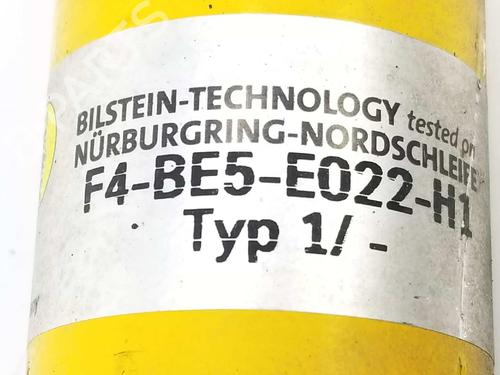 BILSTEIN-TECHNOLOGY tested on
NÜRBURGRING-NORDSCHLEIFE
F4-BE5-E022-H1
Typ 1/ -